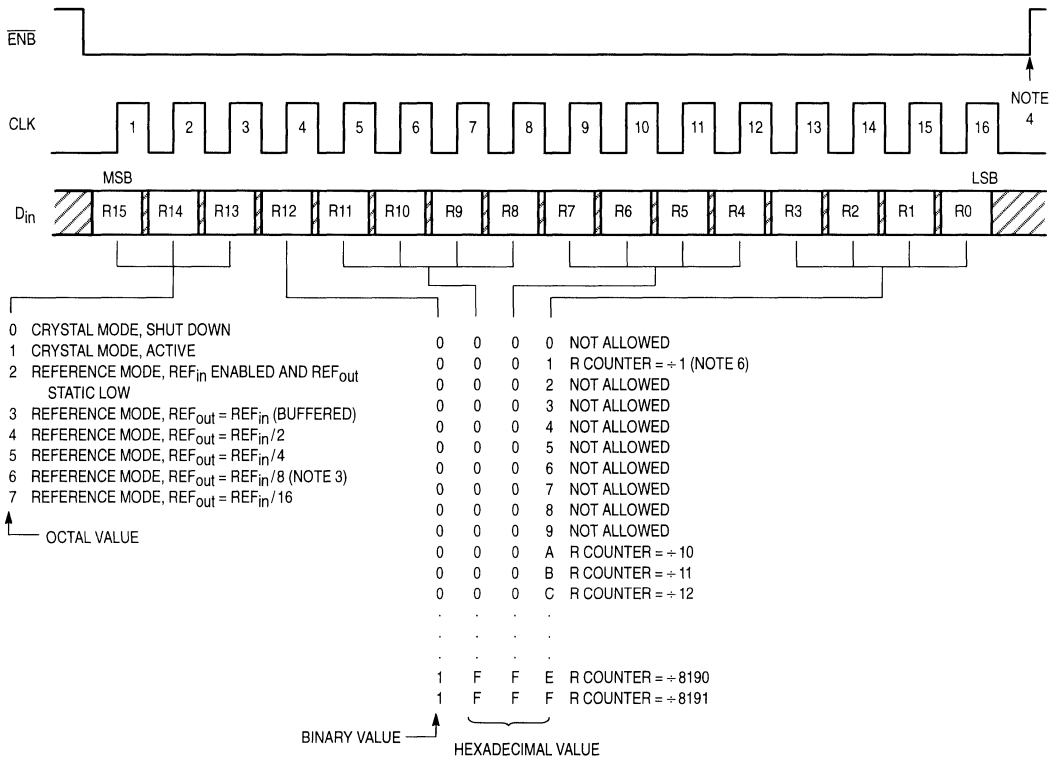 ENB
NOTE
4
CLK
1 2 3 4 5 6 7 8 9 10 11 12 13 14 15 16
MSB
LSB
Din
R15 R14 R13 R12 R11 R10 R9 R8 R7 R6 R5 R4 R3 R2 R1 R0
0 CRYSTAL MODE, SHUT DOWN
1 CRYSTAL MODE, ACTIVE
2 REFERENCE MODE, REFin ENABLED AND REFout
STATIC LOW
3 REFERENCE MODE, REFout = REFin (BUFFERED)
4 REFERENCE MODE, REFout = REFin/2
5 REFERENCE MODE, REFout = REFin/4
6 REFERENCE MODE, REFout = REFin/8 (NOTE 3)
7 REFERENCE MODE, REFout = REFin/16
OCTAL VALUE
0 0 0 0 NOT ALLOWED
0 0 0 1 R COUNTER = ÷ 1 (NOTE 6)
0 0 0 2 NOT ALLOWED
0 0 0 3 NOT ALLOWED
0 0 0 4 NOT ALLOWED
0 0 0 5 NOT ALLOWED
0 0 0 6 NOT ALLOWED
0 0 0 7 NOT ALLOWED
0 0 0 8 NOT ALLOWED
0 0 0 9 NOT ALLOWED
0 0 0 A R COUNTER = ÷ 10
0 0 0 B R COUNTER = ÷ 11
0 0 0 C R COUNTER = ÷ 12
. . . .
. . . .
. . . .
1 F F E R COUNTER = ÷ 8190
1 F F F R COUNTER = ÷ 8191
BINARY VALUE
HEXADECIMAL VALUE